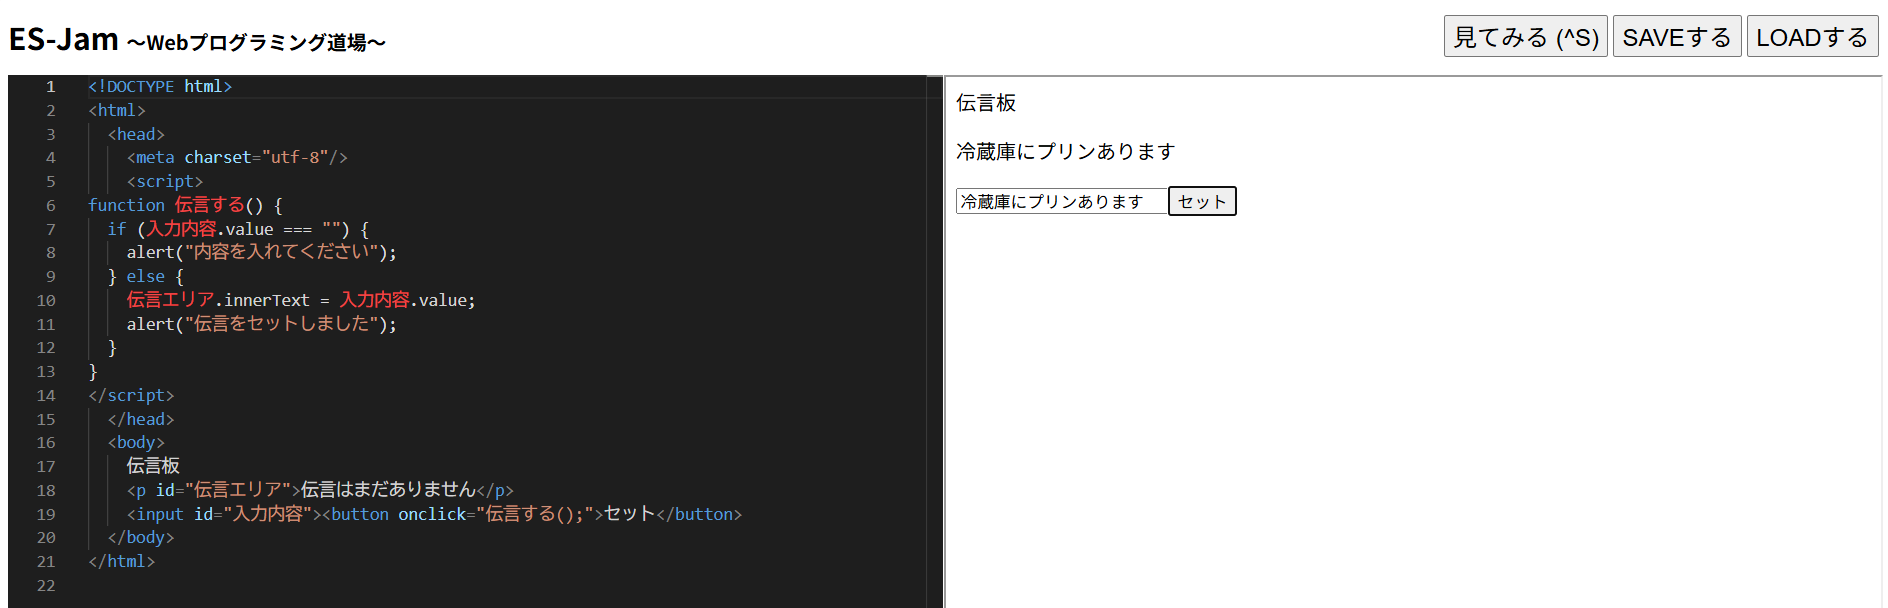 ES-Jam ～Webプログラミング道場～
見てみる (^S) SAVEする LOADする
1 <!DOCTYPE html>
2 <html>
3 <head>
4 <meta charset="utf-8"/>
5 <script>
6 function 伝言する() {
7 if (入力内容.value === "") {
8 alert("内容を入れてください");
9 } else {
10 伝言エリア.innerText = 入力内容.value;
11 alert("伝言をセットしました");
12 }
13 }
14 </script>
15 </head>
16 <body>
17 伝言板
18 <p id="伝言エリア">伝言はまだありません</p>
19 <input id="入力内容"><button onclick="伝言する();">セット</button>
20 </body>
21 </html>
22
伝言板
冷蔵庫にプリンあります
冷蔵庫にプリンあります セット